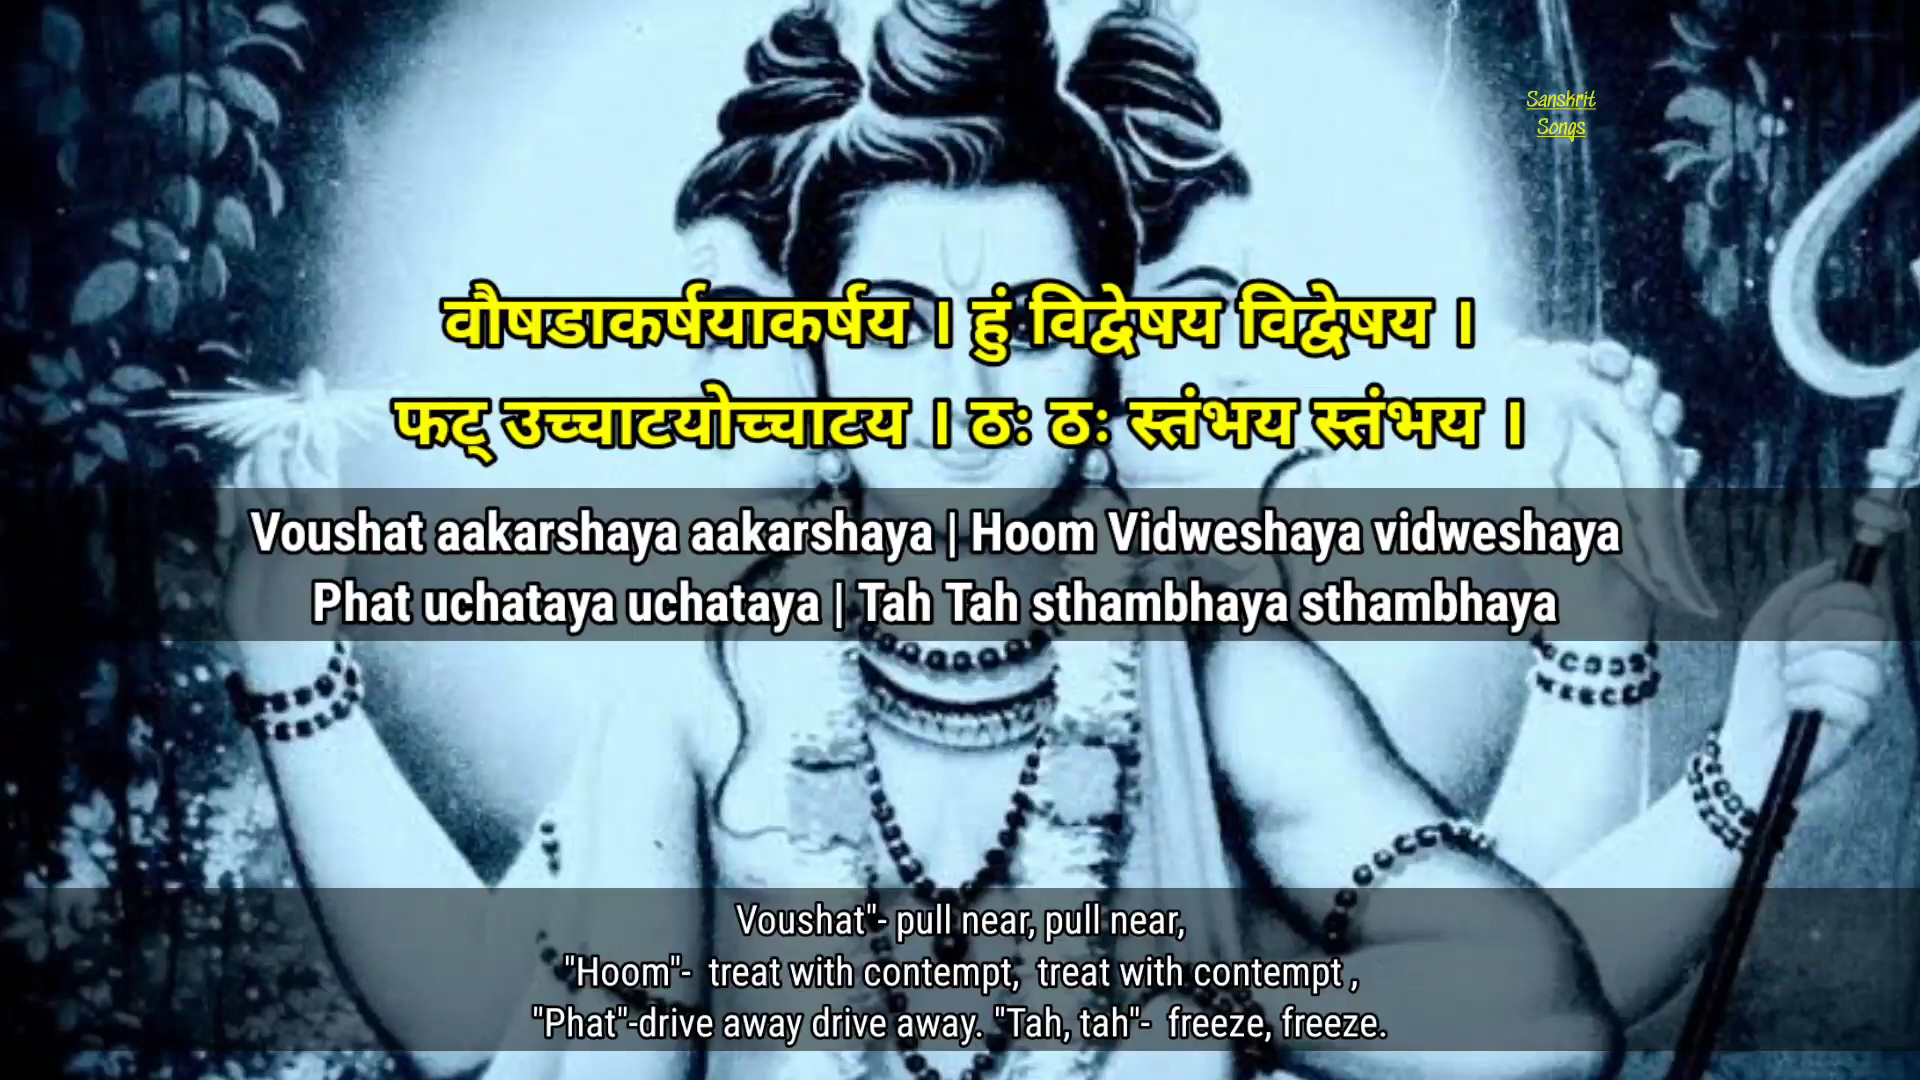 Sanskrit
Songs
वौषडाकर्षयाकर्षय । हुं विद्वेषय विद्वेषय ।
फट् उच्चाटयोच्चाटय । ठः ठः स्तंभय स्तंभय ।
Voushat aakarshaya aakarshaya | Hoom Vidweshaya vidweshaya
Phat uchataya uchataya | Tah Tah sthambhaya sthambhaya
Voushat"- pull near, pull near,
"Hoom"- treat with contempt, treat with contempt ,
"Phat"-drive away drive away. "Tah, tah"- freeze, freeze.